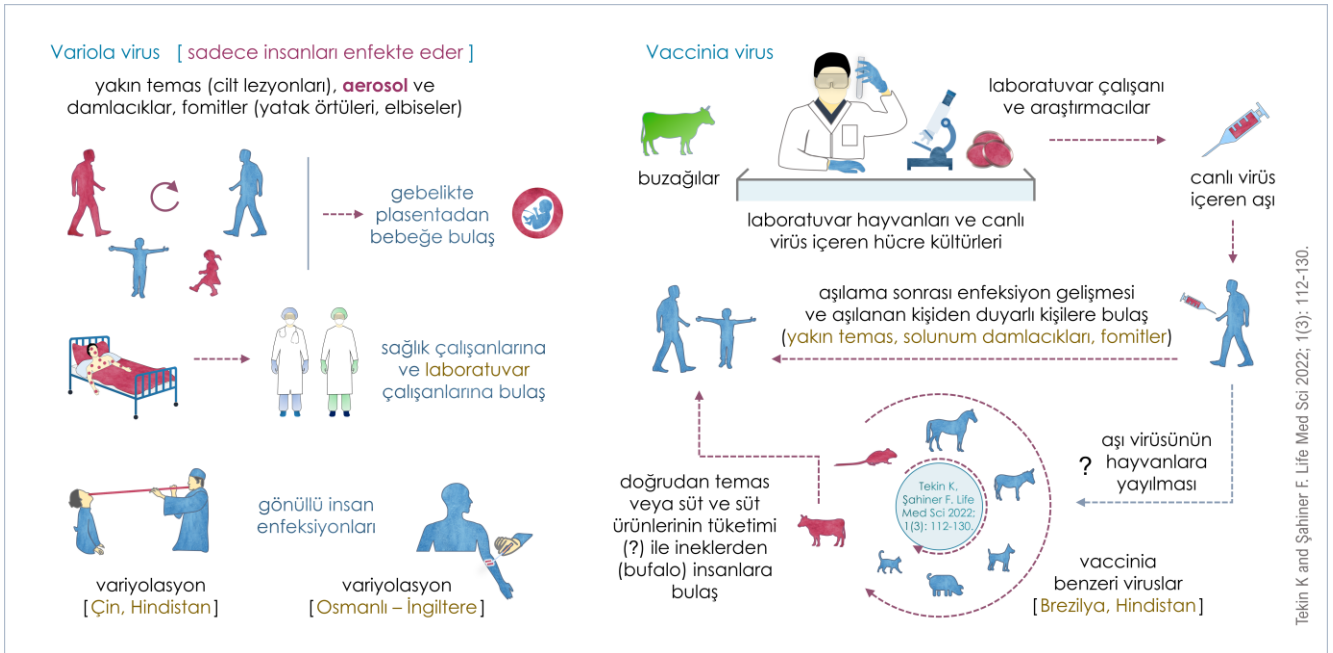 Variola virus [ sadece insanları enfekte eder ]
yakın temas (cilt lezyonları), aerosol ve
damlacıklar, fomitler (yatak örtüleri, elbiseler)
gebelikte
plasentadan
bebeğe bulaş
sağlık çalışanlarına
ve laboratuvar
çalışanlarına bulaş
gönüllü insan
enfeksiyonları
variyolasyon
[Çin, Hindistan]
variyolasyon
[Osmanlı – İngiltere]
Vaccinia virus
buzağılar
laboratuvar hayvanları ve canlı
virüs içeren hücre kültürleri
laboratuvar çalışanı
ve araştırmacılar
canlı virüs
içeren aşı
aşılama sonrası enfeksiyon gelişmesi
ve aşılanan kişiden duyarlı kişilere bulaş
(yakın temas, solunum damlacıkları, fomitler)
doğrudan temas
veya süt ve süt
ürünlerinin tüketimi
(?) ile ineklerden
(bufalo) insanlara
bulaş
Tekin K,
Şahiner F. Life
Med Sci 2022;
1(3): 112-130.
?
aşı virüsünün
hayvanlara
yayılması
vaccinia
benzeri viruslar
[Brezilya, Hindistan]
Tekin K and Şahiner F. Life Med Sci 2022; 1(3): 112-130.